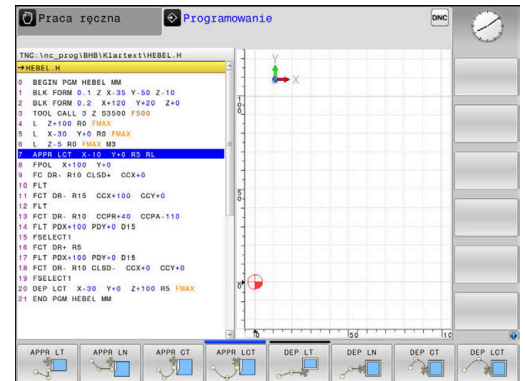 Praca ręczna
Programowanie
DNC
TNC:\nc_prog\BHB\Klartext\HEBEL.H
→HEBEL.H
0 BEGIN PGM HEBEL MM
1 BLK FORM 0.1 Z X-35 Y-50 Z-10
2 BLK FORM 0.2 X+120 Y+20 Z+0
3 TOOL CALL 3 Z S3500 F500
4 L Z+100 R0 FMAX
5 L X-30 Y+0 R0 FMAX
6 L Z-5 R0 FMAX M3
7 APPR LCT X-10 Y+0 R5 RL
8 FPOL X+100 Y+0
9 FC DR- R10 CLSD+ CCX+0
10 FLT
11 FCT DR- R15 CCX+100 CCY+0
12 FLT
13 FCT DR- R10 CCPR+40 CCPA-110
14 FLT PDX+100 PDY+0 D15
15 FSELECT1
16 FCT DR+ R5
17 FLT PDX+100 PDY+0 D15
18 FCT DR- R10 CLSD- CCX+0 CCY+0
19 FSELECT1
20 DEP LCT X-30 Y+0 Z+100 R5 FMAX
21 END PGM HEBEL MM
Y
X
100
50
0
0
50
10
APPR LT
APPR LN
APPR CT
APPR LCT
DEP LT
DEP LN
DEP CT
DEP LCT